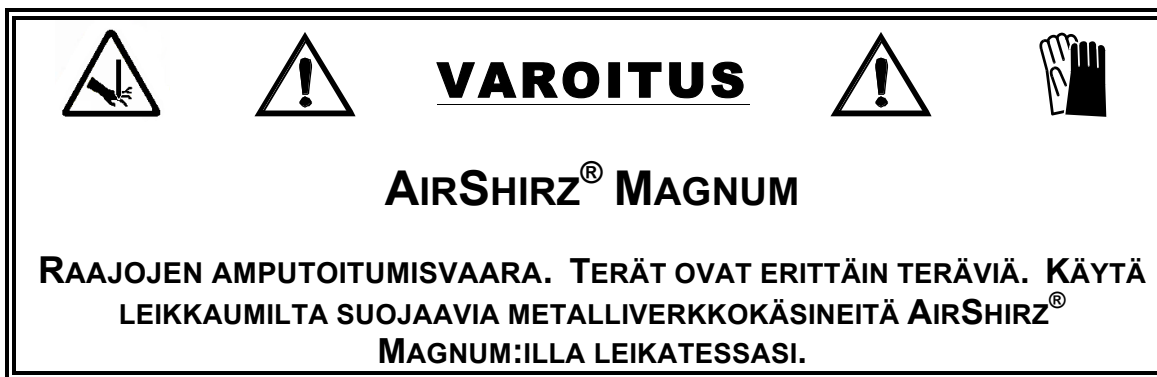 VAROITUS
AIRSHIRZ® MAGNUM
RAAJOJEN AMPUTOITUMISVAARA. TERÄT OVAT ERITTÄIN TERÄVIÄ. KÄYTÄ
LEIKKAUMILTA SUOJAAVIA METALLIVERKKOKÄSINEITÄ AIRSHIRZ®
MAGNUM:ILLA LEIKATESSASI.